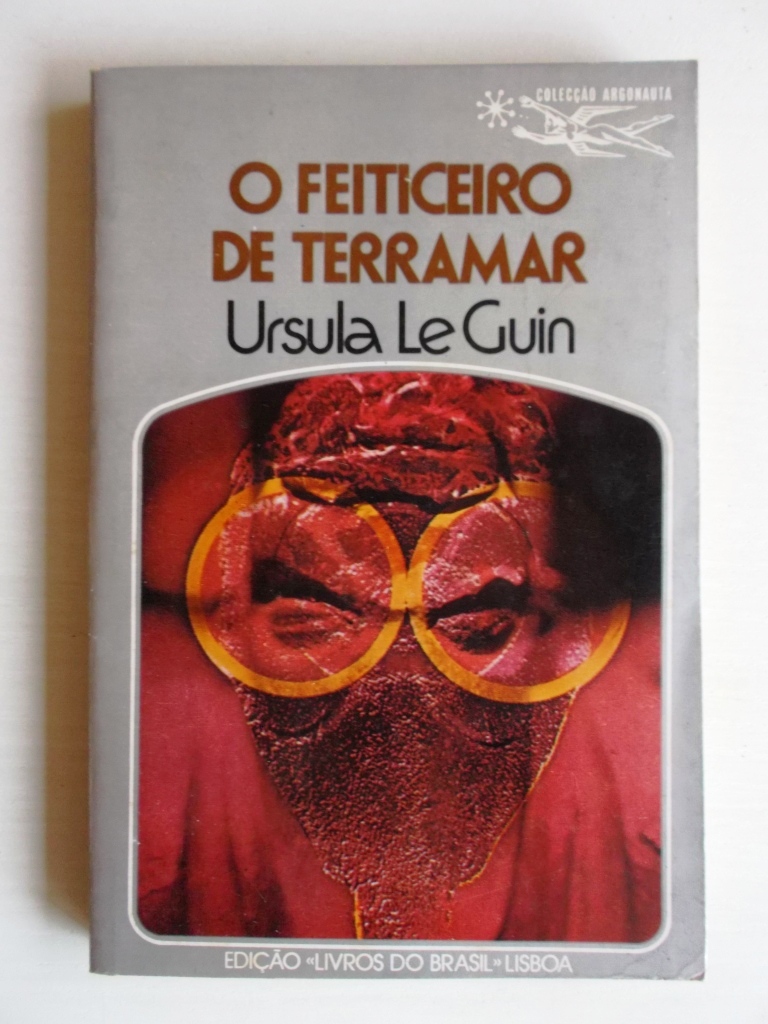 COLECÇÃO ARGONAUTA
O FEITICEIRO
DE TERRAMAR
Ursula Le Guin
EDIÇÃO «LIVROS DO BRASIL» LISBOA